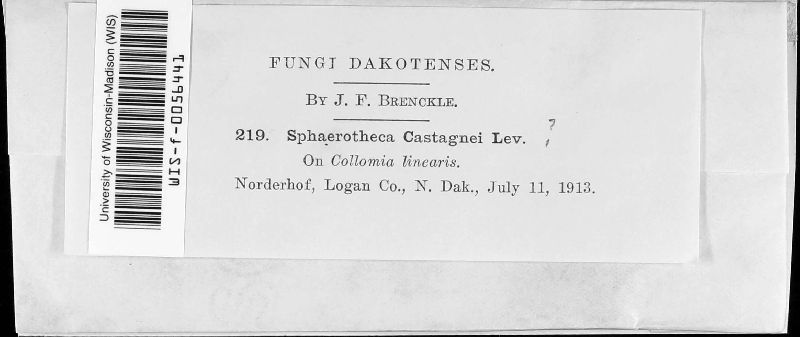 University of Wisconsin-Madison (WIS)
WIS-f-0056441
FUNGI DAKOTENSES.
BY J. F. BRENCKLE.
219. Sphaerotheca Castagnei Lev. ?
On Collomia linearis.
Norderhof, Logan Co., N. Dak., July 11, 1913.